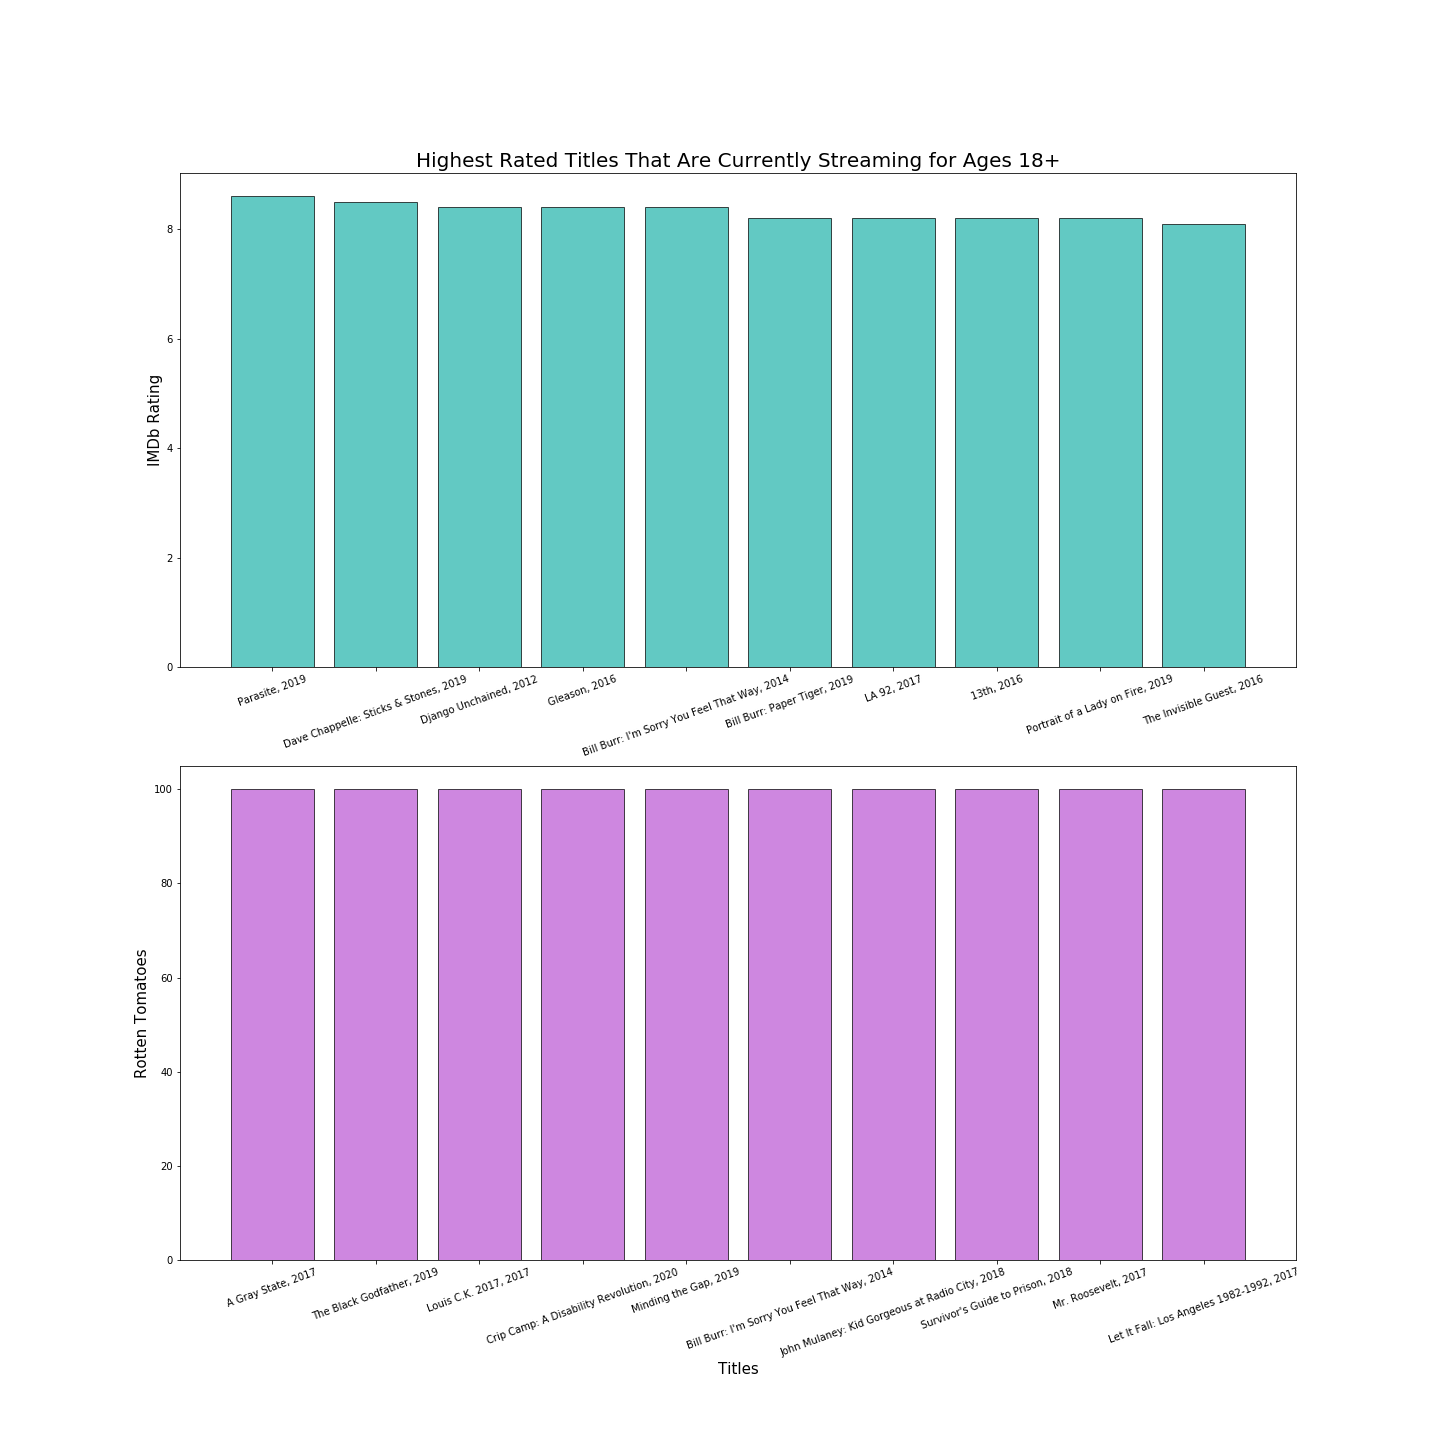 Highest Rated Titles That Are Currently Streaming for Ages 18+
IMDb Rating
8
6
4
2
0
Parasite, 2019
Dave Chappelle: Sticks & Stones, 2019
Django Unchained, 2012
Gleason, 2016
Bill Burr: I'm Sorry You Feel That Way, 2014
Bill Burr: Paper Tiger, 2019
LA 92, 2017
13th, 2016
Portrait of a Lady on Fire, 2019
The Invisible Guest, 2016
Rotten Tomatoes
100
80
60
40
20
0
A Gray State, 2017
The Black Godfather, 2019
Louis C.K. 2017, 2017
Crip Camp: A Disability Revolution, 2020
Minding the Gap, 2019
Bill Burr: I'm Sorry You Feel That Way, 2014
John Mulaney: Kid Gorgeous at Radio City, 2018
Survivor's Guide to Prison, 2018
Mr. Roosevelt, 2017
Let It Fall: Los Angeles 1982-1992, 2017
Titles